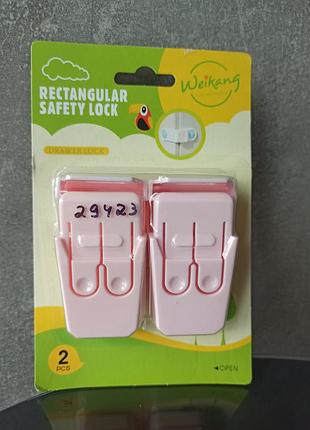 Weikang
RECTANGULAR
SAFETY LOCK
DRAWER LOCK
29423
2
PCS
◄OPEN